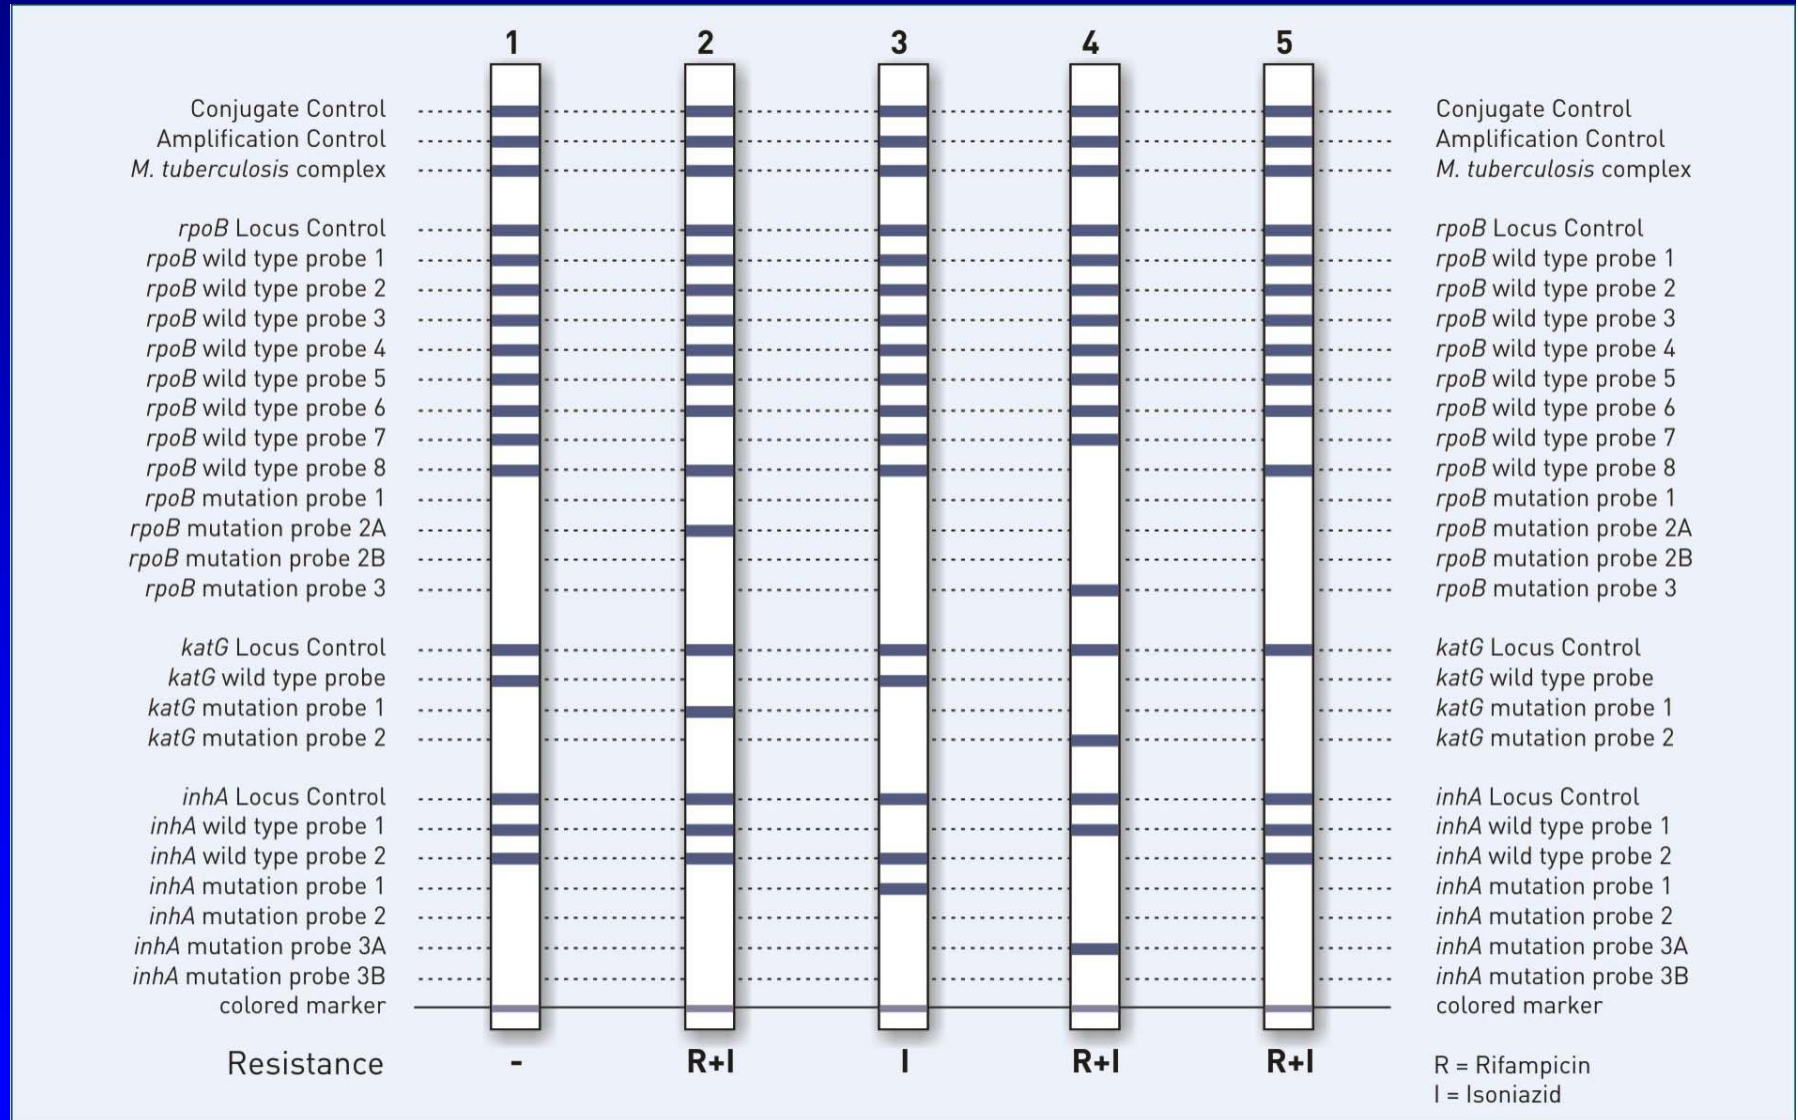 1 2 3 4 5
Conjugate Control
Amplification Control
M. tuberculosis complex
rpoB Locus Control
rpoB wild type probe 1
rpoB wild type probe 2
rpoB wild type probe 3
rpoB wild type probe 4
rpoB wild type probe 5
rpoB wild type probe 6
rpoB wild type probe 7
rpoB wild type probe 8
rpoB mutation probe 1
rpoB mutation probe 2A
rpoB mutation probe 2B
rpoB mutation probe 3
katG Locus Control
katG wild type probe
katG mutation probe 1
katG mutation probe 2
inhA Locus Control
inhA wild type probe 1
inhA wild type probe 2
inhA mutation probe 1
inhA mutation probe 2
inhA mutation probe 3A
inhA mutation probe 3B
colored marker
Conjugate Control
Amplification Control
M. tuberculosis complex
rpoB Locus Control
rpoB wild type probe 1
rpoB wild type probe 2
rpoB wild type probe 3
rpoB wild type probe 4
rpoB wild type probe 5
rpoB wild type probe 6
rpoB wild type probe 7
rpoB wild type probe 8
rpoB mutation probe 1
rpoB mutation probe 2A
rpoB mutation probe 2B
rpoB mutation probe 3
katG Locus Control
katG wild type probe
katG mutation probe 1
katG mutation probe 2
inhA Locus Control
inhA wild type probe 1
inhA wild type probe 2
inhA mutation probe 1
inhA mutation probe 2
inhA mutation probe 3A
inhA mutation probe 3B
colored marker
Resistance - R+I I R+I R+I
R = Rifampicin
I = Isoniazid